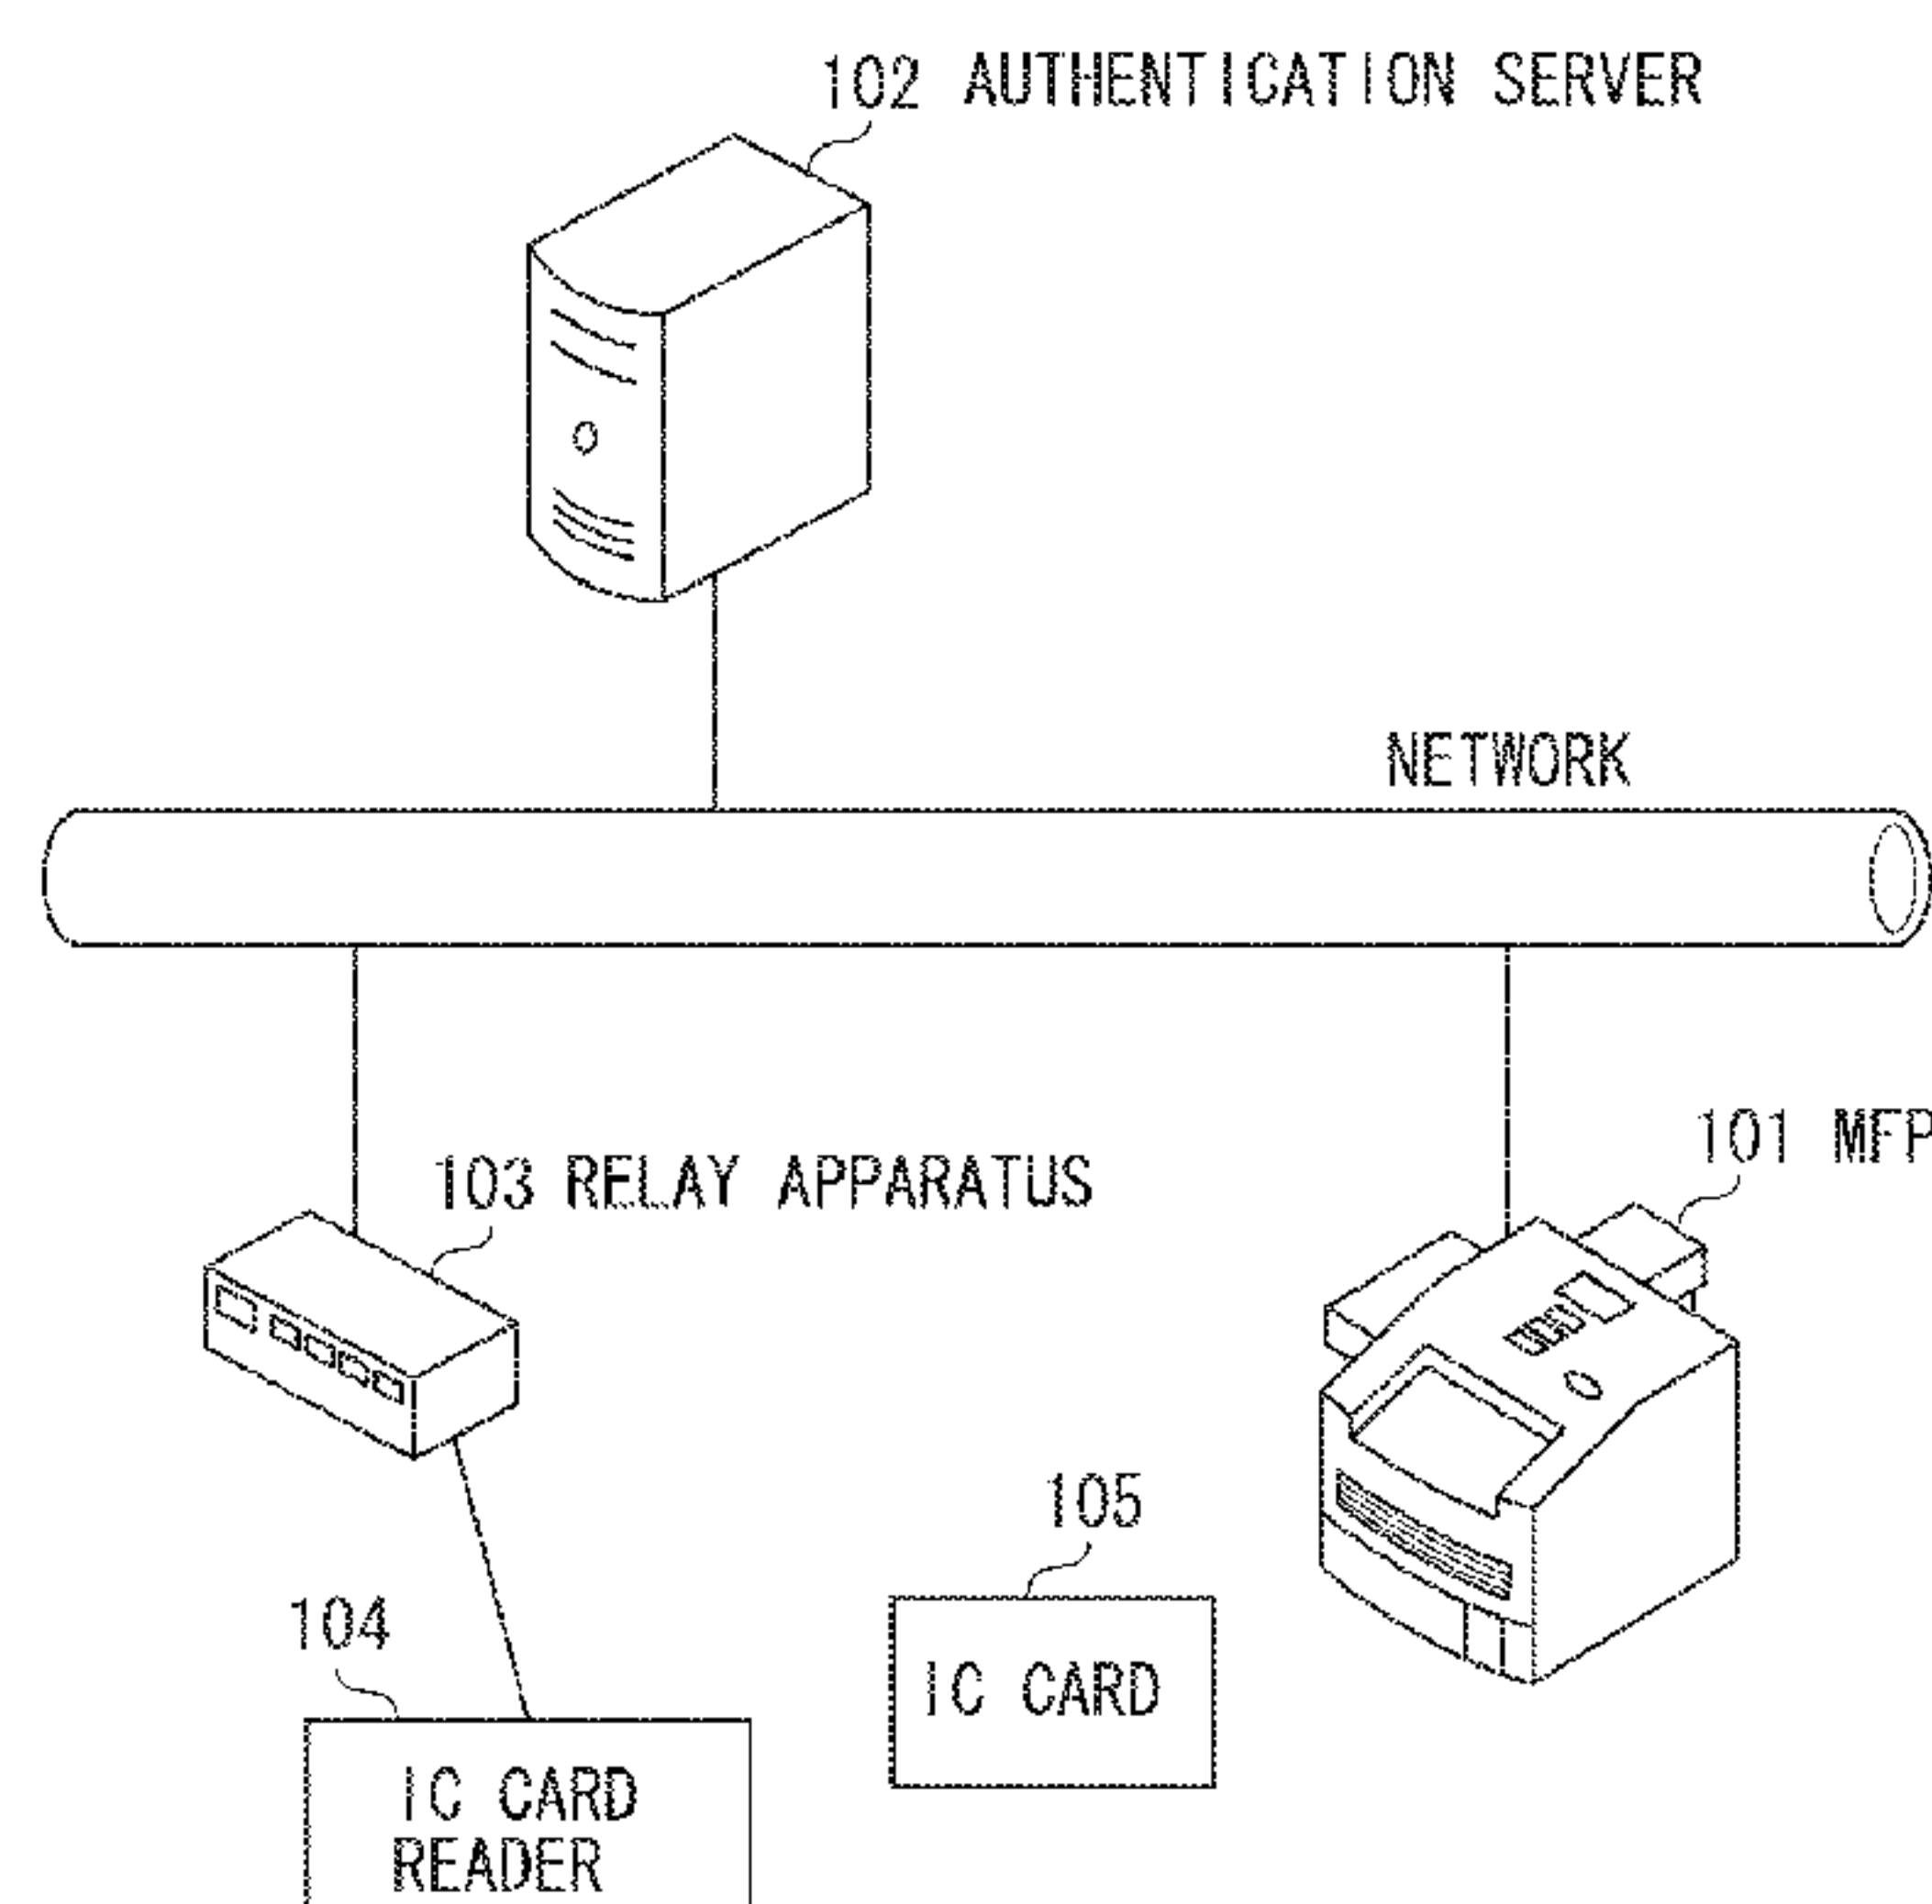 102 AUTHENTICATION SERVER
NETWORK
101 MFP
103 RELAY APPARATUS
105
IC CARD
104
IC CARD
READER